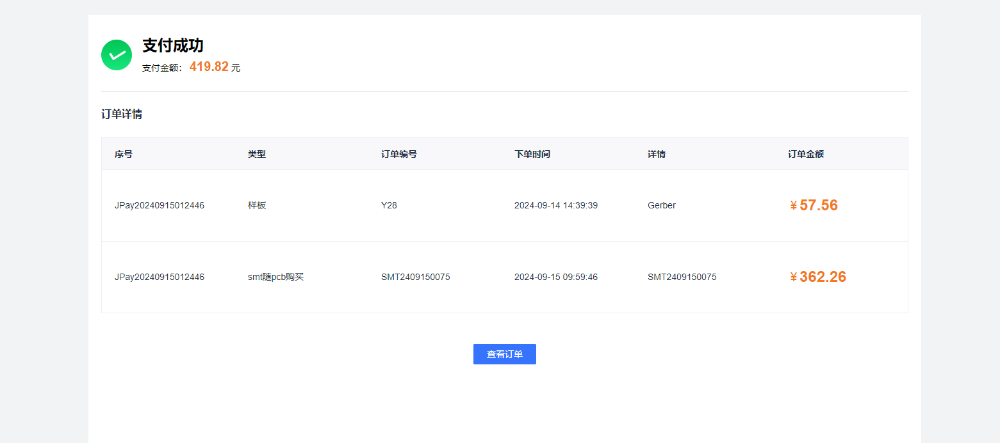 支付成功
支付金额： 419.82 元
订单详情
序号 类型 订单编号 下单时间 详情 订单金额
JPay20240915012446 样板 Y28 2024-09-14 14:39:39 Gerber ￥57.56
JPay20240915012446 smt随pcb购买 SMT2409150075 2024-09-15 09:59:46 SMT2409150075 ￥362.26
查看订单